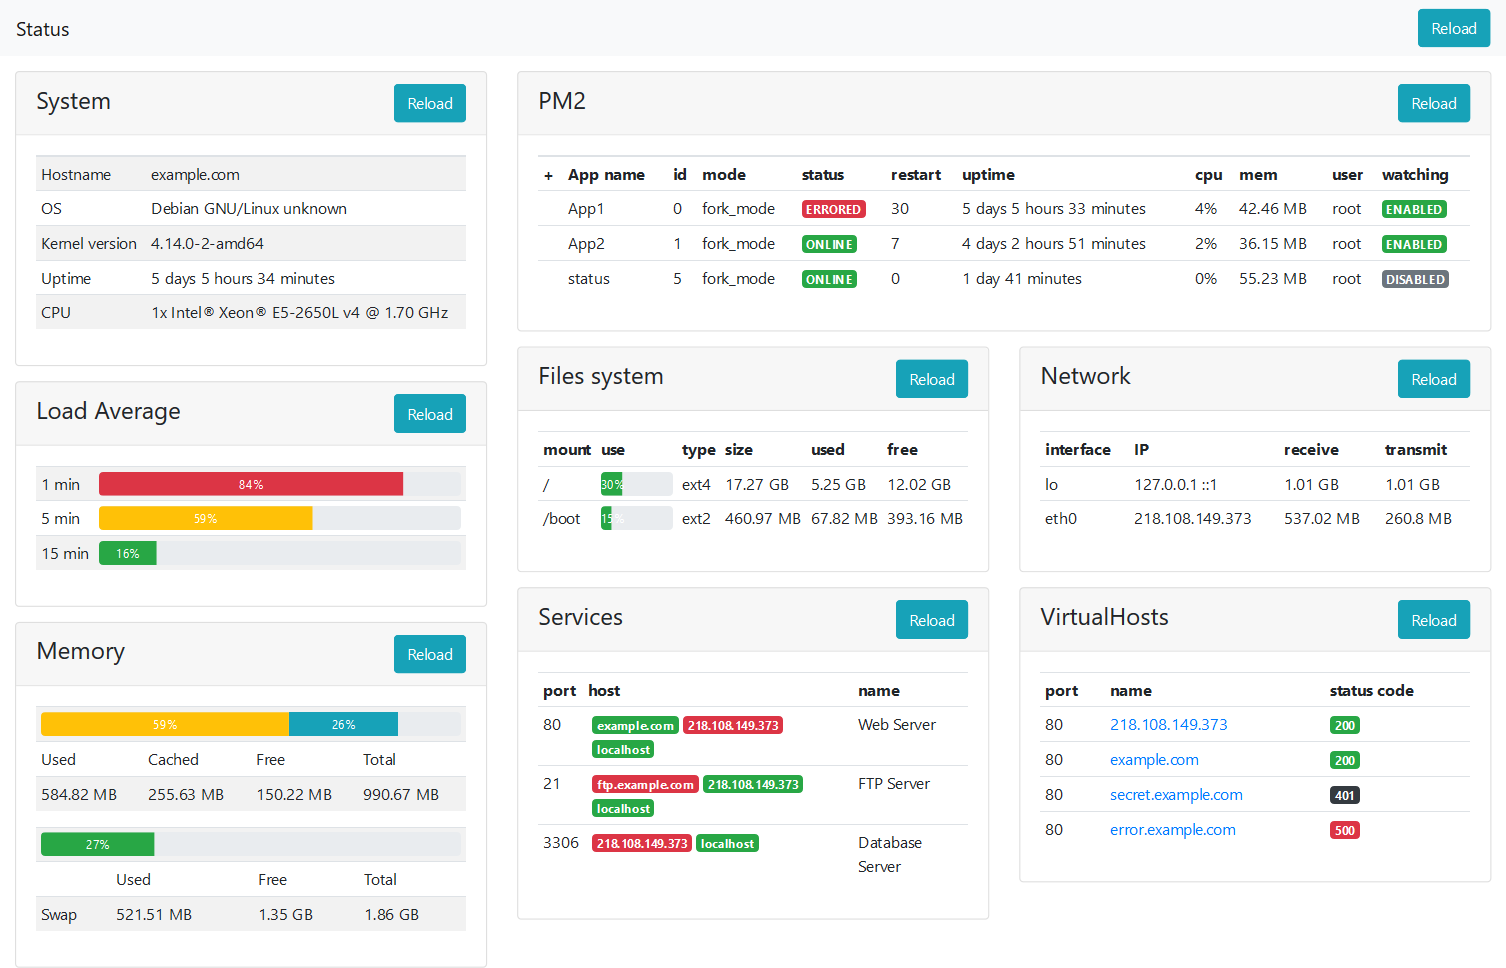 Status
Reload
System
Reload
Hostname example.com
OS Debian GNU/Linux unknown
Kernel version 4.14.0-2-amd64
Uptime 5 days 5 hours 34 minutes
CPU 1x Intel® Xeon® E5-2650L v4 @ 1.70 GHz
Load Average
Reload
1 min 84%
5 min 59%
15 min 16%
Memory
Reload
59% 26%
Used Cached Free Total
584.82 MB 255.63 MB 150.22 MB 990.67 MB
27%
Used Free Total
Swap 521.51 MB 1.35 GB 1.86 GB
PM2
Reload
+ App name id mode status restart uptime cpu mem user watching
App1 0 fork_mode ERRORED 30 5 days 5 hours 33 minutes 4% 42.46 MB root ENABLED
App2 1 fork_mode ONLINE 7 4 days 2 hours 51 minutes 2% 36.15 MB root ENABLED
status 5 fork_mode ONLINE 0 1 day 41 minutes 0% 55.23 MB root DISABLED
Files system
Reload
mount use type size used free
/ 30% ext4 17.27 GB 5.25 GB 12.02 GB
/boot 15% ext2 460.97 MB 67.82 MB 393.16 MB
Network
Reload
interface IP receive transmit
lo 127.0.0.1 ::1 1.01 GB 1.01 GB
eth0 218.108.149.373 537.02 MB 260.8 MB
Services
Reload
port host name
80 example.com 218.108.149.373 Web Server
localhost
21 ftp.example.com 218.108.149.373 FTP Server
localhost
3306 218.108.149.373 localhost Database
Server
VirtualHosts
Reload
port name status code
80 218.108.149.373 200
80 example.com 200
80 secret.example.com 401
80 error.example.com 500